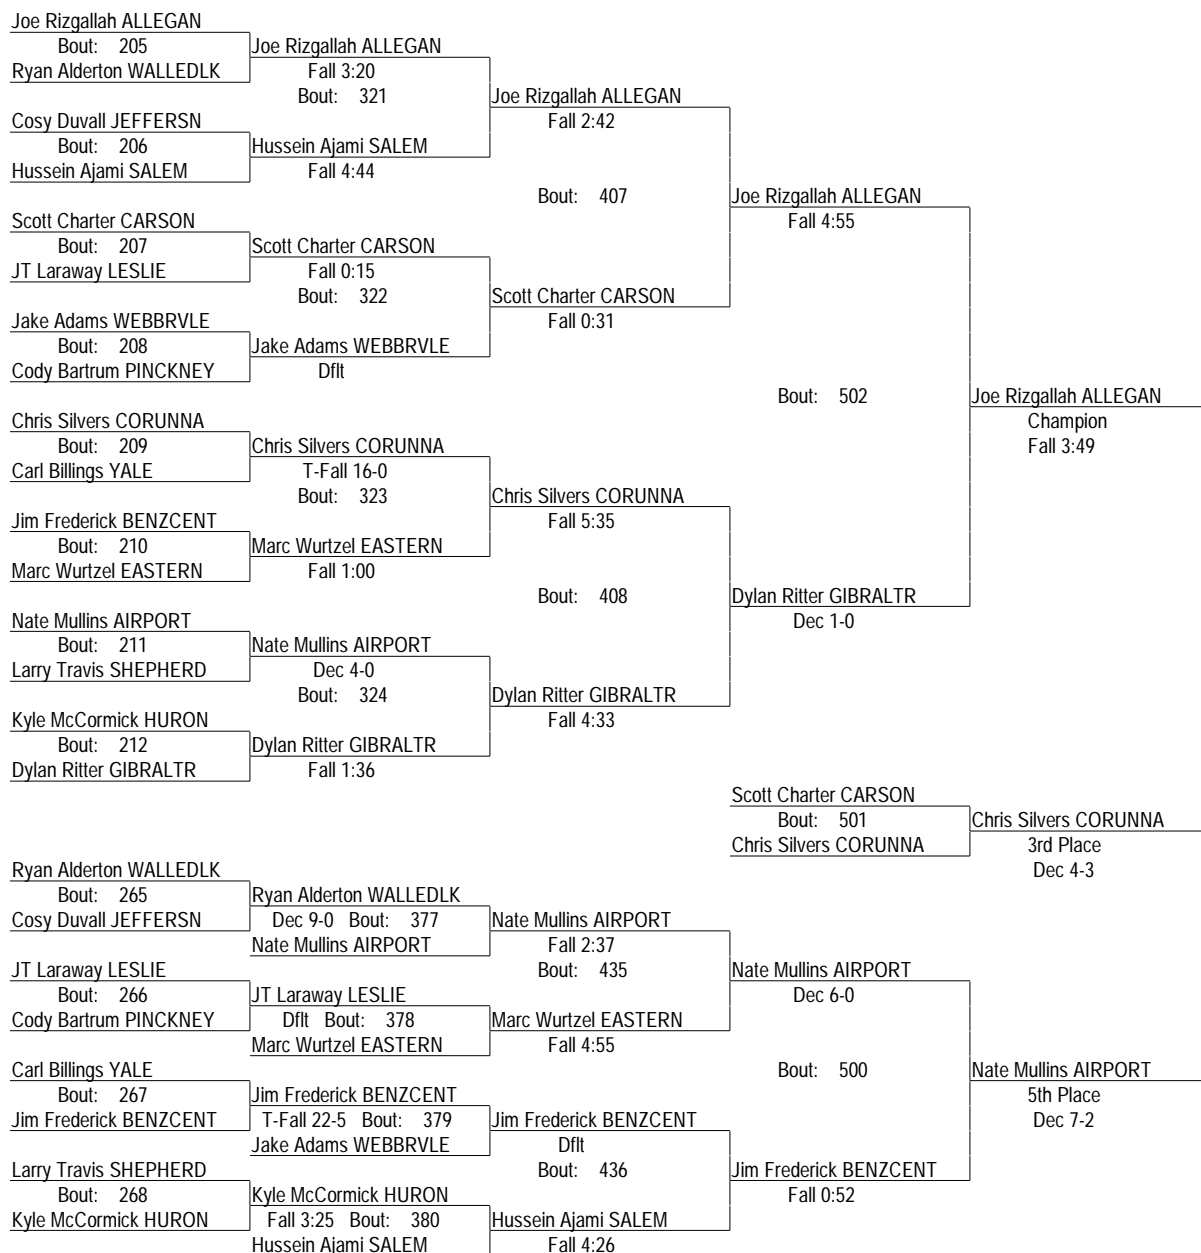 Joe Rizgallah ALLEGAN
Bout: 205
Joe Rizgallah ALLEGAN
Ryan Alderton WALLEDLK
Fall 3:20
Bout: 321
Joe Rizgallah ALLEGAN
Cosy Duvall JEFFERSN
Fall 2:42
Bout: 206
Hussein Ajami SALEM
Hussein Ajami SALEM
Fall 4:44
Bout: 407
Joe Rizgallah ALLEGAN
Scott Charter CARSON
Fall 4:55
Bout: 207
Scott Charter CARSON
JT Laraway LESLIE
Fall 0:15
Bout: 322
Scott Charter CARSON
Jake Adams WEBBRVLE
Fall 0:31
Bout: 208
Jake Adams WEBBRVLE
Cody Bartrum PINCKNEY
Dflt
Bout: 502
Joe Rizgallah ALLEGAN
Chris Silvers CORUNNA
Champion
Bout: 209
Chris Silvers CORUNNA
Fall 3:49
Carl Billings YALE
T-Fall 16-0
Bout: 323
Chris Silvers CORUNNA
Jim Frederick BENZCENT
Fall 5:35
Bout: 210
Marc Wurtzel EASTERN
Marc Wurtzel EASTERN
Fall 1:00
Bout: 408
Dylan Ritter GIBRALTR
Nate Mullins AIRPORT
Dec 1-0
Bout: 211
Nate Mullins AIRPORT
Larry Travis SHEPHERD
Dec 4-0
Bout: 324
Dylan Ritter GIBRALTR
Kyle McCormick HURON
Fall 4:33
Bout: 212
Dylan Ritter GIBRALTR
Dylan Ritter GIBRALTR
Fall 1:36
Scott Charter CARSON
Bout: 501
Chris Silvers CORUNNA
Chris Silvers CORUNNA
3rd Place
Dec 4-3
Ryan Alderton WALLEDLK
Bout: 265
Ryan Alderton WALLEDLK
Cosy Duvall JEFFERSN
Dec 9-0 Bout: 377
Nate Mullins AIRPORT
Nate Mullins AIRPORT
Fall 2:37
JT Laraway LESLIE
Bout: 435
Nate Mullins AIRPORT
Bout: 266
JT Laraway LESLIE
Dec 6-0
Cody Bartrum PINCKNEY
Dflt Bout: 378
Marc Wurtzel EASTERN
Marc Wurtzel EASTERN
Fall 4:55
Carl Billings YALE
Bout: 500
Nate Mullins AIRPORT
Bout: 267
Jim Frederick BENZCENT
5th Place
Jim Frederick BENZCENT
T-Fall 22-5 Bout: 379
Jim Frederick BENZCENT
Dec 7-2
Jake Adams WEBBRVLE
Dflt
Larry Travis SHEPHERD
Bout: 436
Jim Frederick BENZCENT
Bout: 268
Kyle McCormick HURON
Fall 0:52
Kyle McCormick HURON
Fall 3:25 Bout: 380
Hussein Ajami SALEM
Hussein Ajami SALEM
Fall 4:26